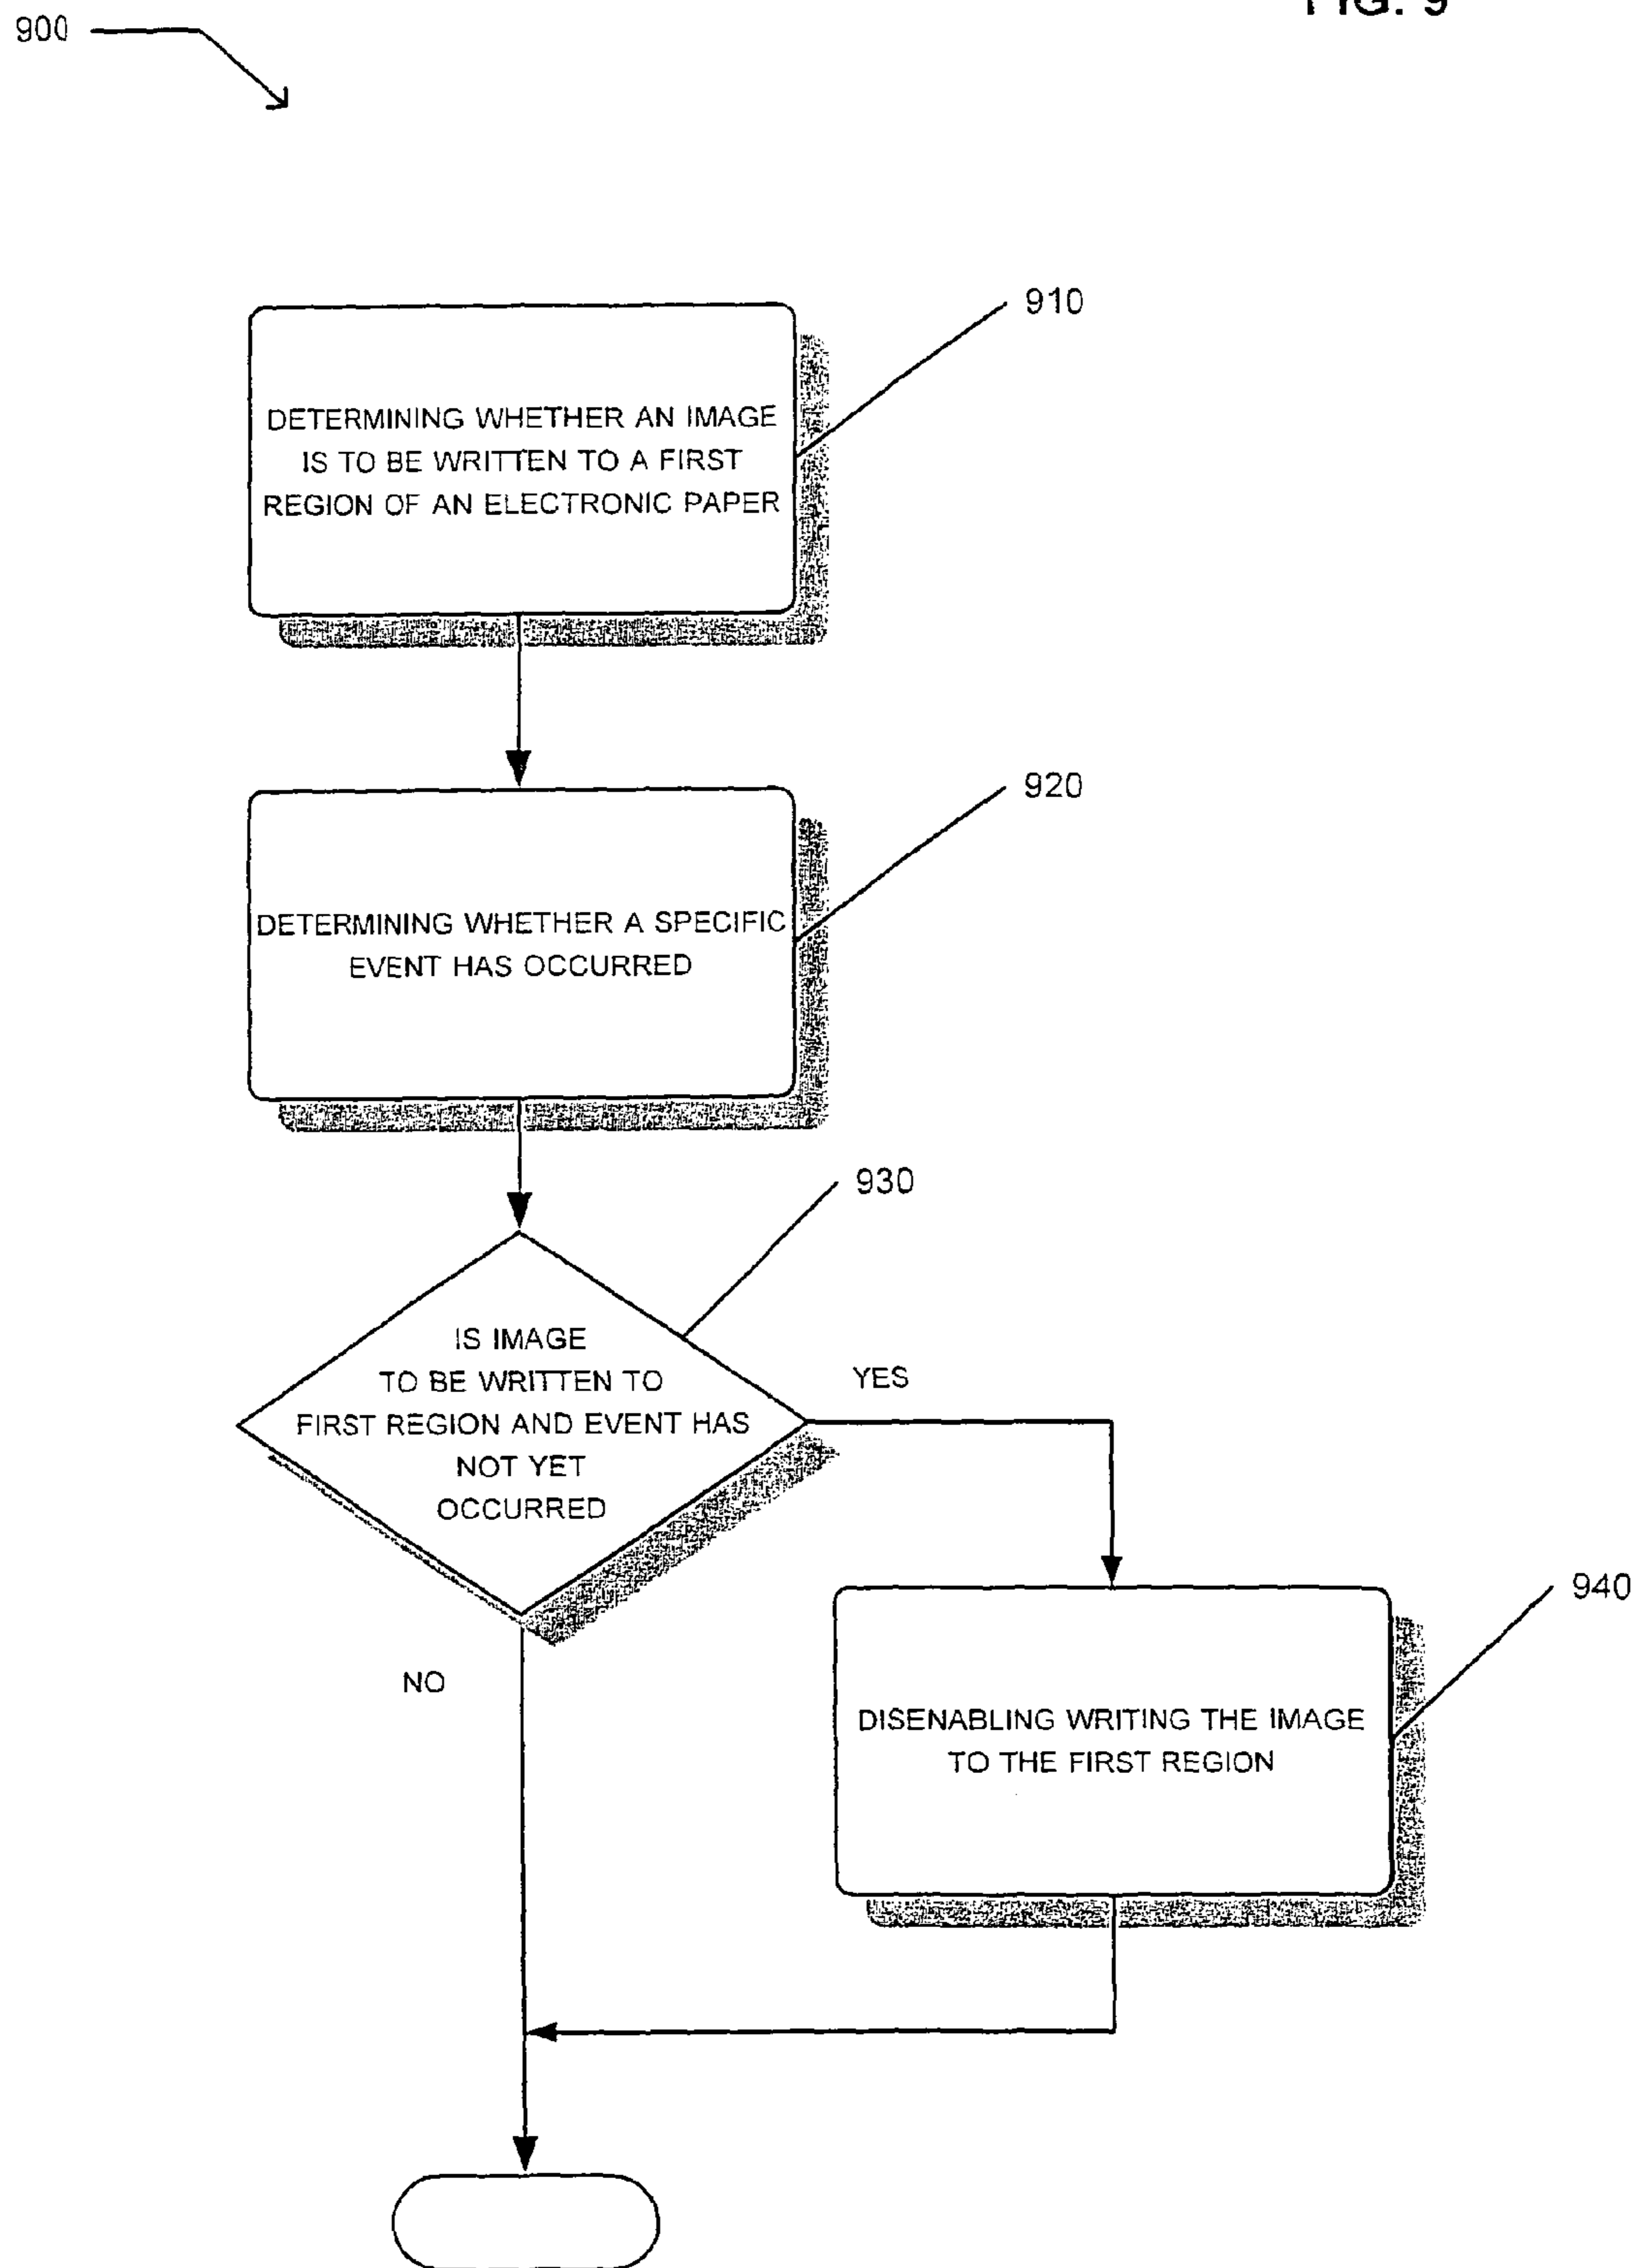 FIG. 9
900
910
DETERMINING WHETHER AN IMAGE
IS TO BE WRITTEN TO A FIRST
REGION OF AN ELECTRONIC PAPER
920
DETERMINING WHETHER A SPECIFIC
EVENT HAS OCCURRED
930
IS IMAGE
TO BE WRITTEN TO
FIRST REGION AND EVENT HAS
NOT YET
OCCURRED
YES
940
NO
DISENABLING WRITING THE IMAGE
TO THE FIRST REGION